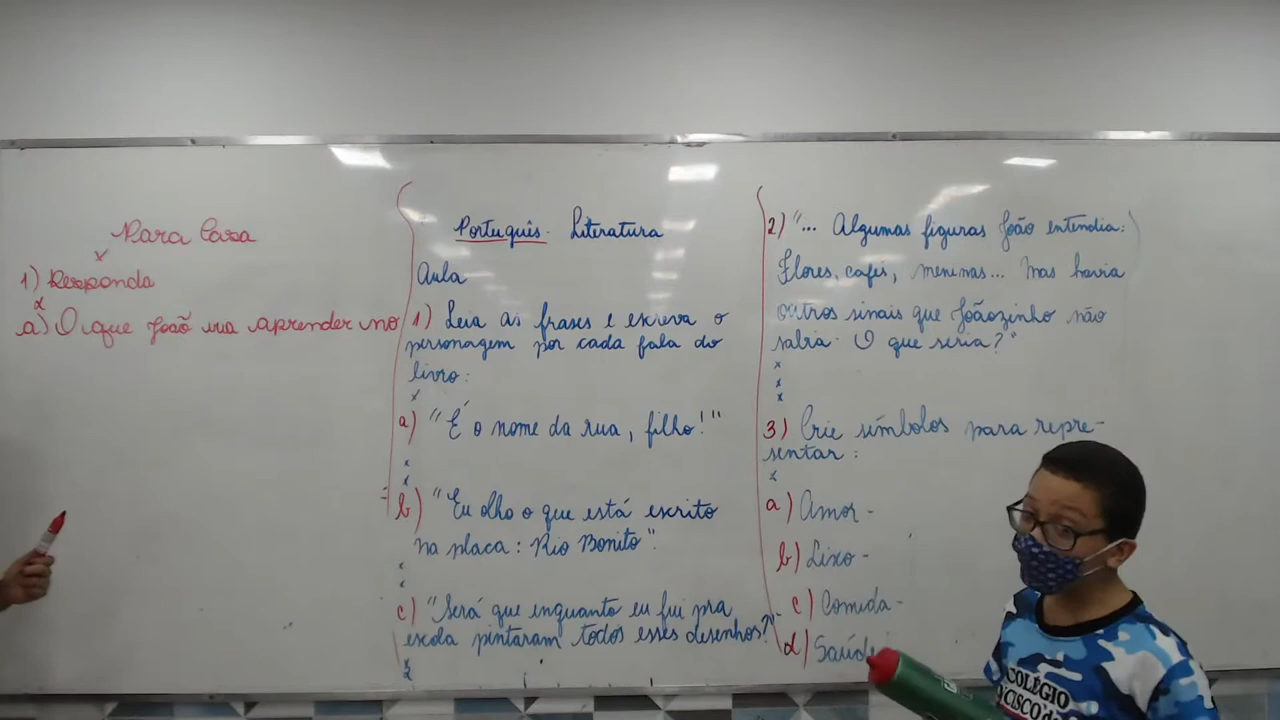 Para Casa
x
1) Responda
x
a) O que João ia aprender no
Português - Literatura
Aula
1) Leia as frases e escreva o
personagem por cada fala do
livro:
x
a) "É o nome da rua, filho!"
x
x
b) "Eu olho o que está escrito
na placa: Rio Bonito".
x
x
c) "Será que enquanto eu fui pra
escola pintaram todos esses desenhos?"
x
x
2) "... Algumas figuras João entendia:
Flores, cafés, meninas... Mas havia
outros sinais que Joãozinho não
sabia. O que seria?"
x
x
x
3) Crie símbolos para repre-
sentar:
x
a) Amor -
b) Lixo -
c) Comida -
d) Saúde
COLÉGIO